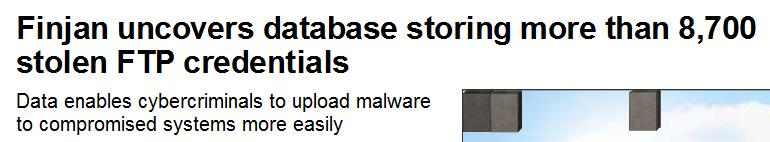 Finjan uncovers database storing more than 8,700
stolen FTP credentials
Data enables cybercriminals to upload malware
to compromised systems more easily